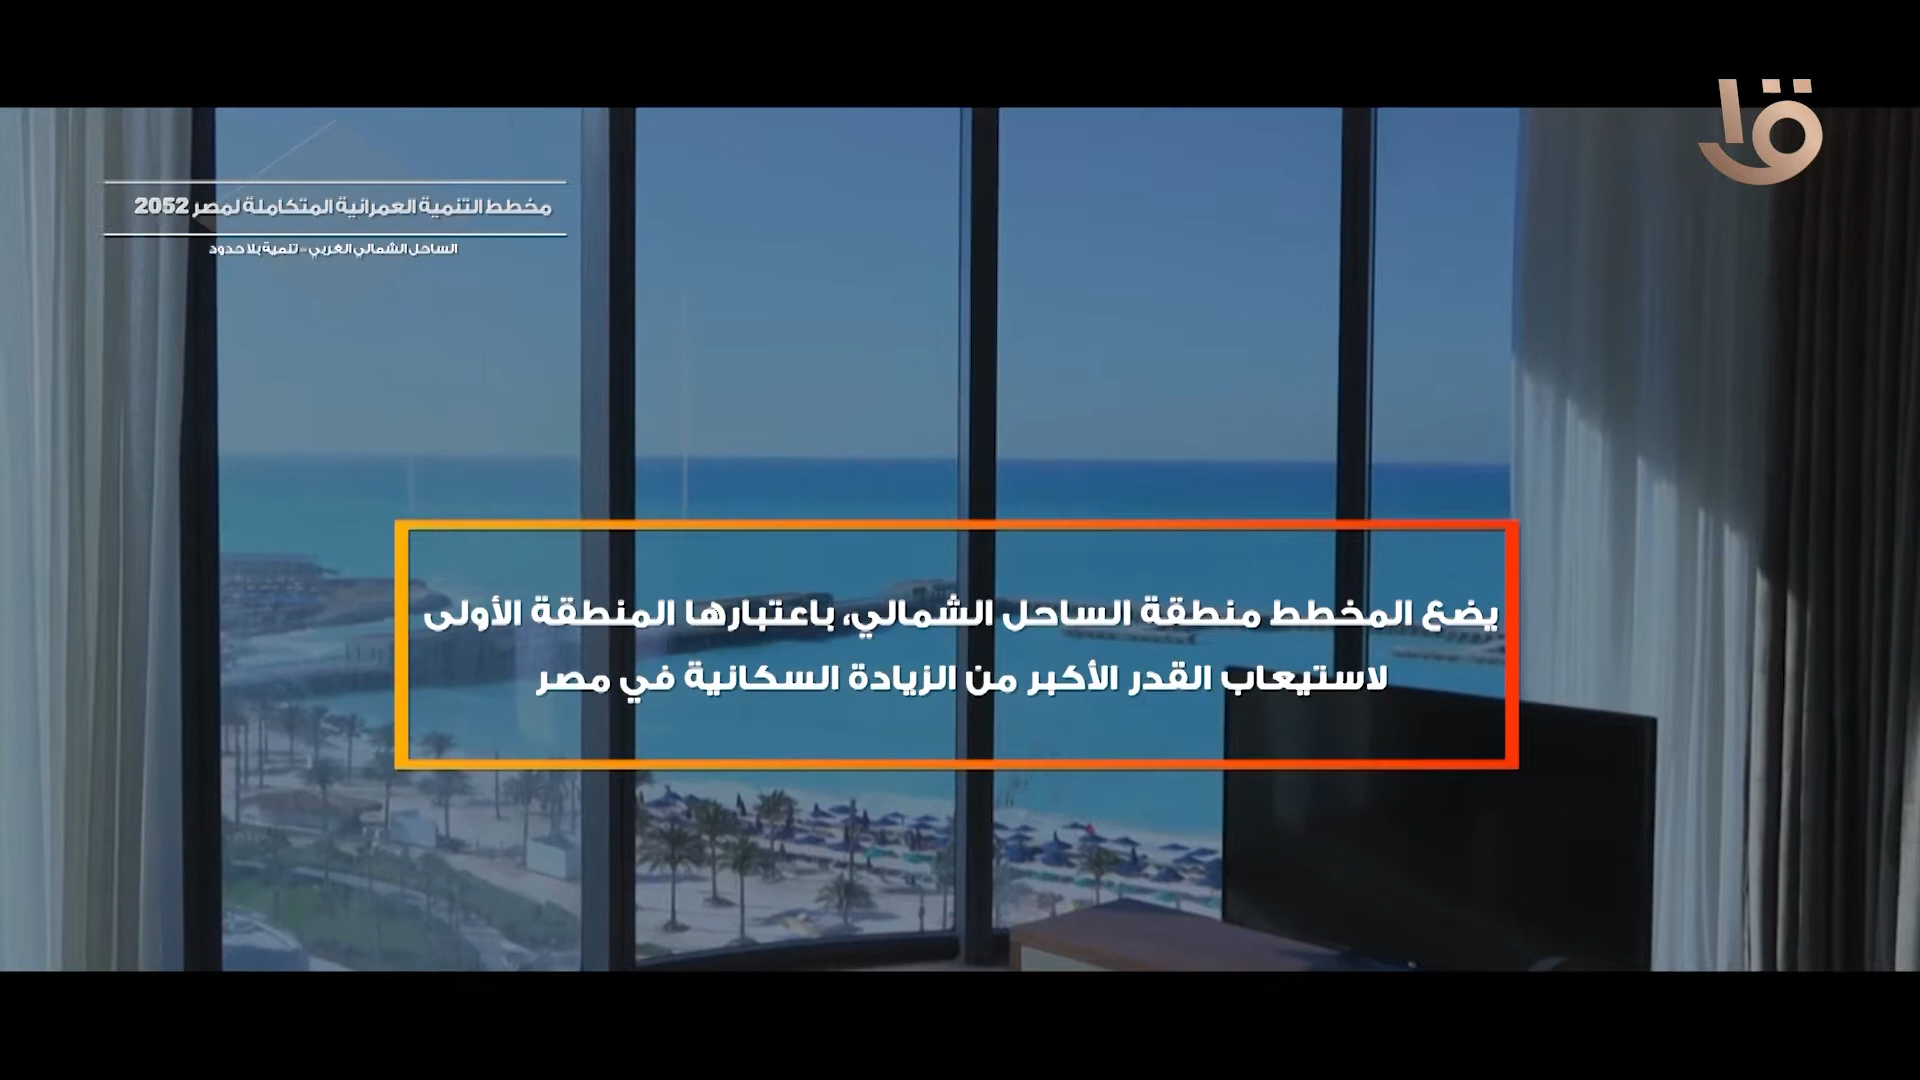 مخطط التنمية العمرانية المتكاملة لمصر 2052
الساحل الشمالي الغربي - تنمية بلا حدود
يضع المخطط منطقة الساحل الشمالي، باعتبارها المنطقة الأولى
لاستيعاب القدر الأكبر من الزيادة السكانية في مصر